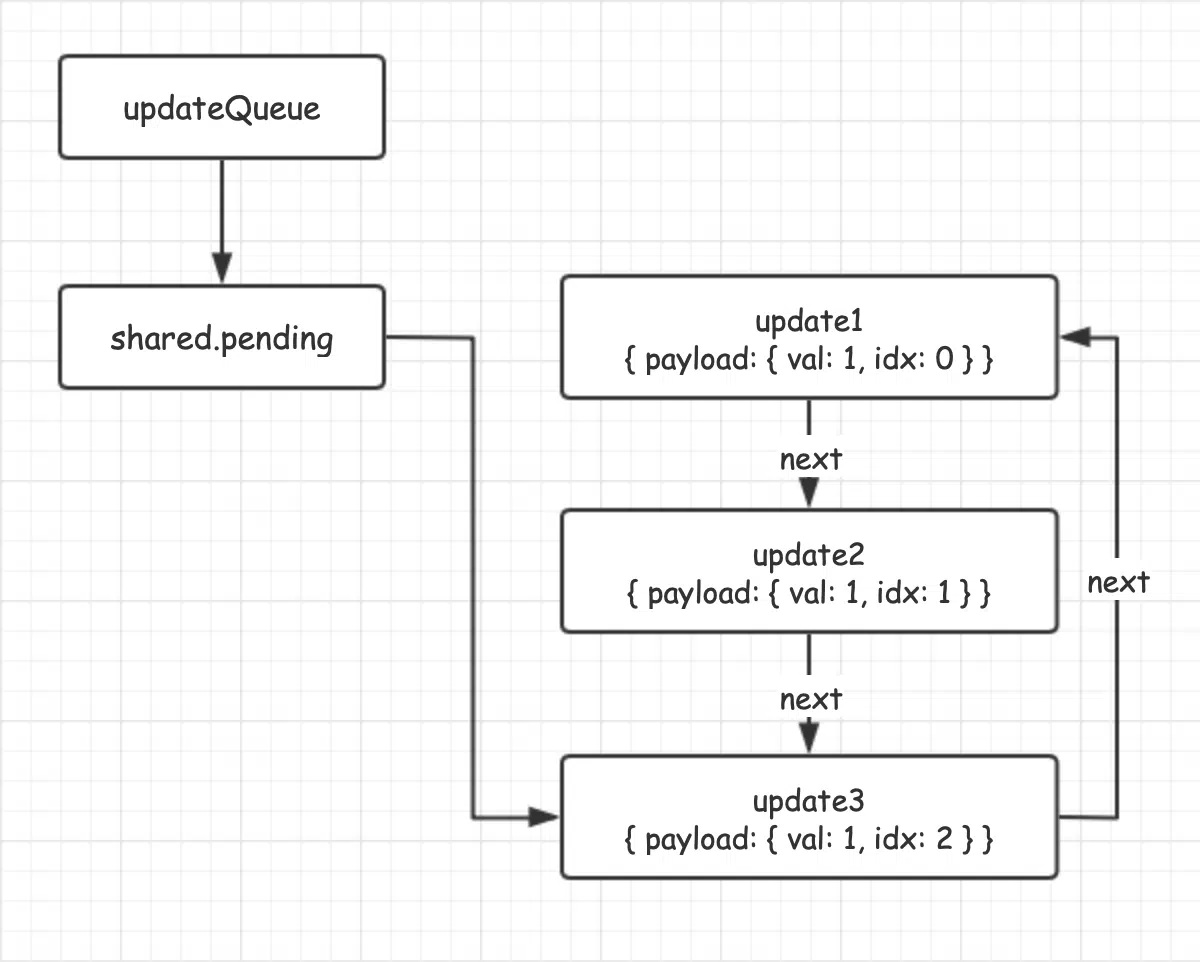 updateQueue
shared.pending
update1
{ payload: { val: 1, idx: 0 } }
next
update2
{ payload: { val: 1, idx: 1 } }
next
next
update3
{ payload: { val: 1, idx: 2 } }